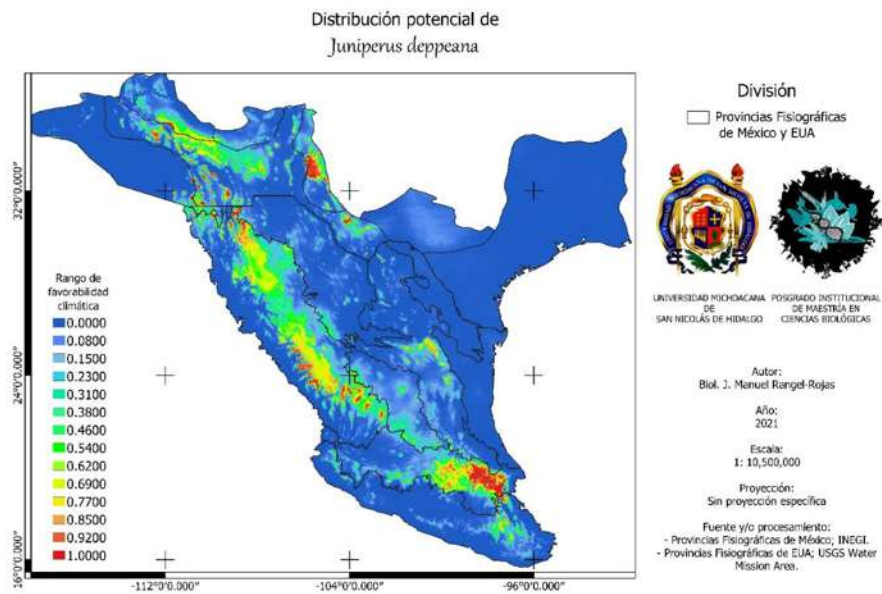 Distribución potencial de
Juniperus deppeana
32°0'0.000"
24°0'0.000"
16°0'0.000"
-112°0'0.000"
-104°0'0.000"
-96°0'0.000"
Rango de
favorabilidad
climática
0.0000
0.0800
0.1500
0.2300
0.3100
0.3800
0.4600
0.5400
0.6200
0.6900
0.7700
0.8500
0.9200
1.0000
División
Provincias Fisiográficas
de México y EUA
UNIVERSIDAD MICHOACANA
DE
SAN NICOLÁS DE HIDALGO
POSGRADO INSTITUCIONAL
DE MAESTRÍA EN
CIENCIAS BIOLÓGICAS
Autor:
Biol. J. Manuel Rangel-Rojas
Año:
2021
Escala:
1: 10,500,000
Proyección:
Sin proyección específica
Fuente y/o procesamiento:
- Provincias Fisiográficas de México; INEGI.
- Provincias Fisiográficas de EUA; USGS Water
Mission Area.